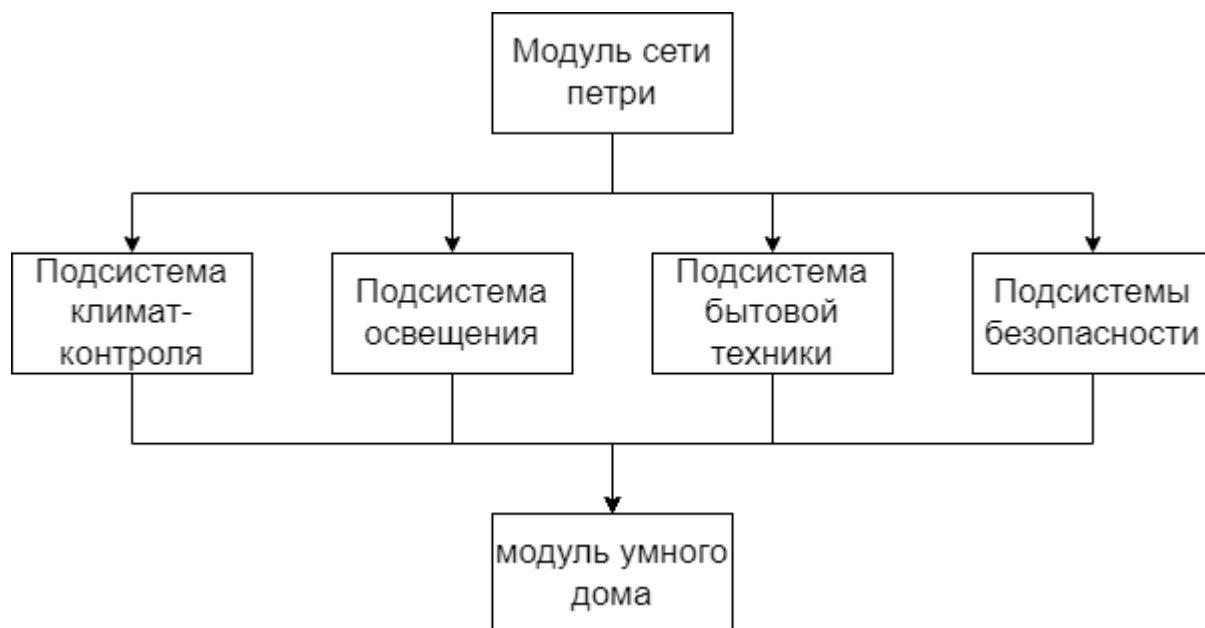 Модуль сети
петри
Подсистема
климат-
контроля
Подсистема
освещения
Подсистема
бытовой
техники
Подсистемы
безопасности
модуль умного
дома